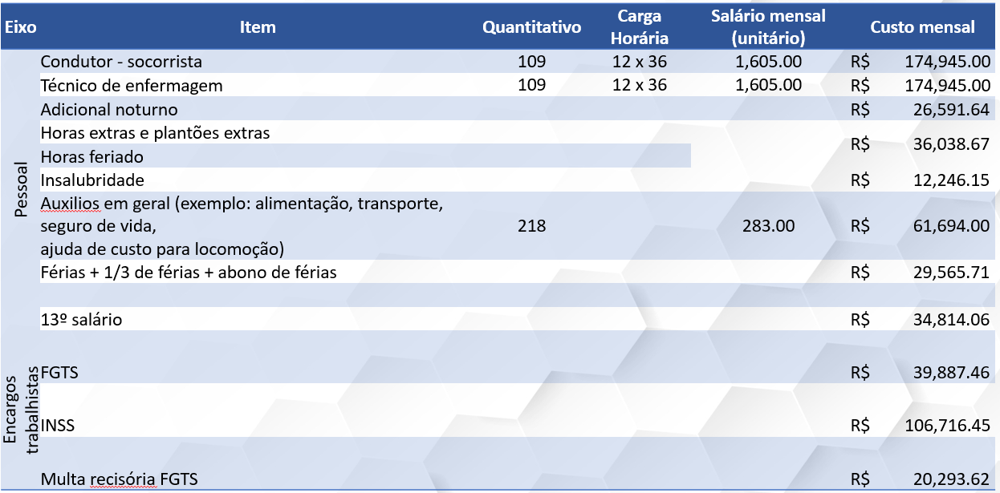 Eixo Item Quantitativo Carga Horária Salário mensal (unitário) Custo mensal
Pessoal
Condutor - socorrista 109 12 x 36 1,605.00 R$ 174,945.00
Técnico de enfermagem 109 12 x 36 1,605.00 R$ 174,945.00
Adicional noturno R$ 26,591.64
Horas extras e plantões extras
R$ 36,038.67
Horas feriado
Insalubridade R$ 12,246.15
Auxilios em geral (exemplo: alimentação, transporte,
seguro de vida, 218 283.00 R$ 61,694.00
ajuda de custo para locomoção)
Férias + 1/3 de férias + abono de férias R$ 29,565.71
13º salário R$ 34,814.06
Encargos
trabalhistas
FGTS R$ 39,887.46
INSS R$ 106,716.45
Multa recisória FGTS R$ 20,293.62